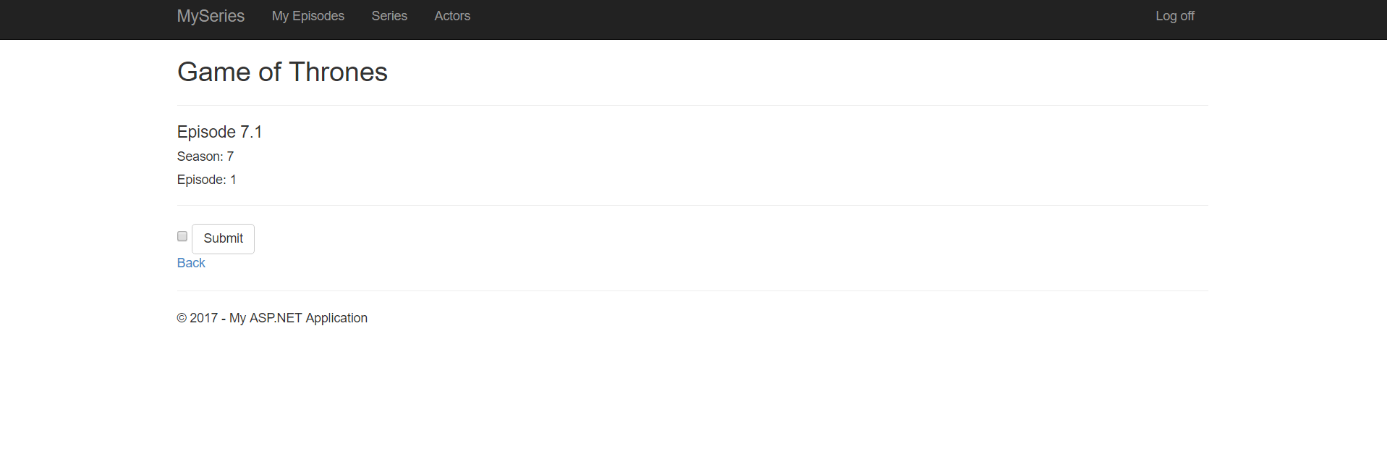 MySeries My Episodes Series Actors Log off
Game of Thrones
Episode 7.1
Season: 7
Episode: 1
Submit
Back
© 2017 - My ASP.NET Application